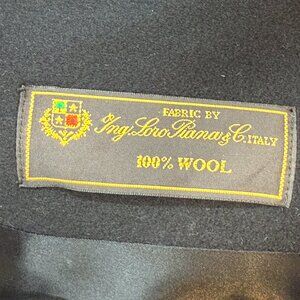 FABRIC BY
Ing. Loro Piana & C. ITALY
100% WOOL